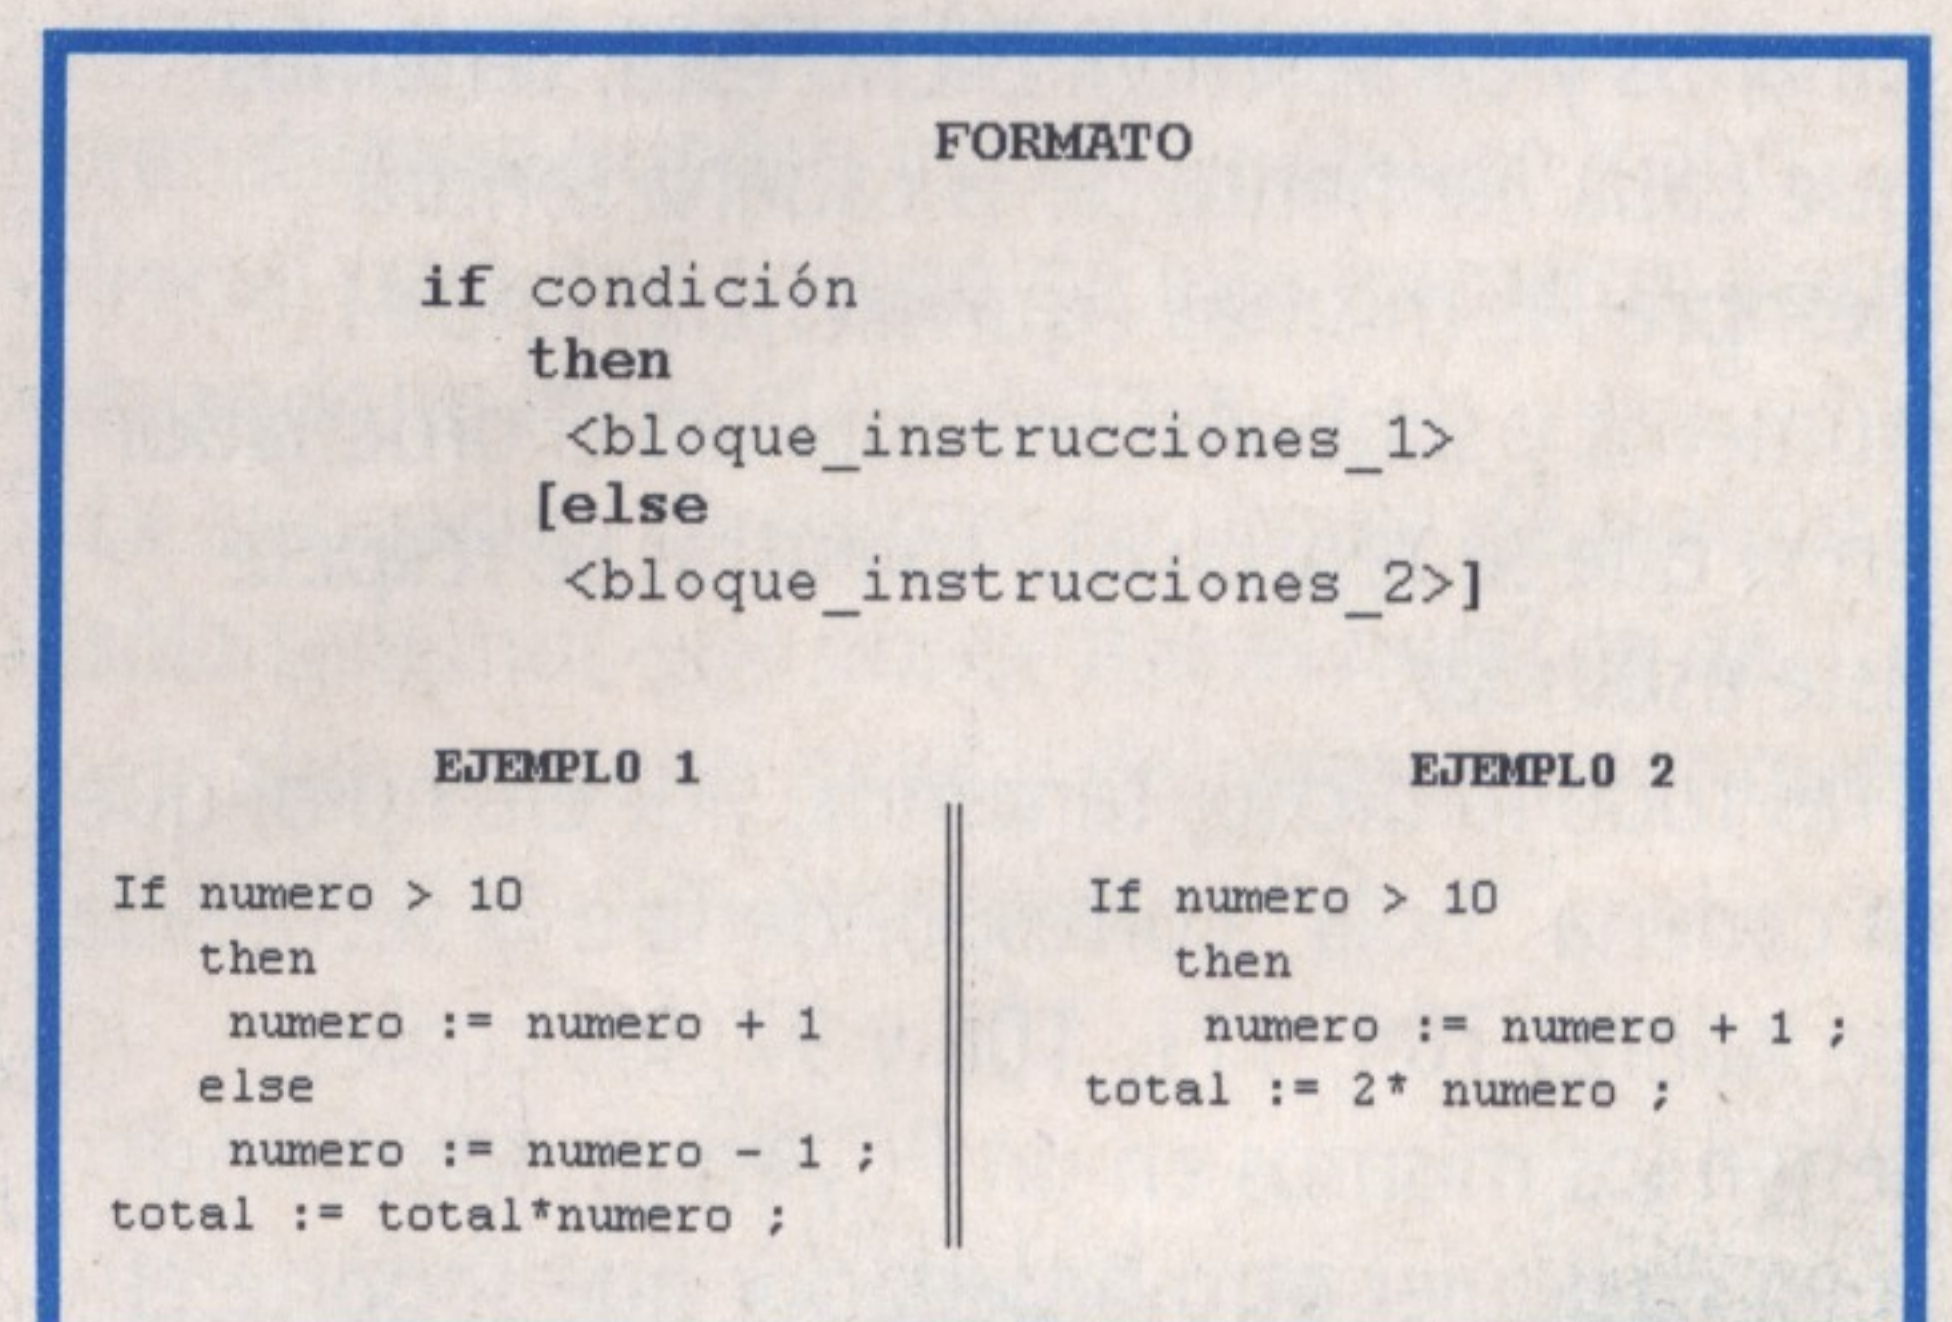 FORMATO
if condición
then
<bloque_instrucciones_1>
[else
<bloque_instrucciones_2>]
EJEMPLO 1
If numero > 10
then
numero := numero + 1
else
numero := numero - 1 ;
total := total*numero ;
EJEMPLO 2
If numero > 10
then
numero := numero + 1 ;
total := 2* numero ;